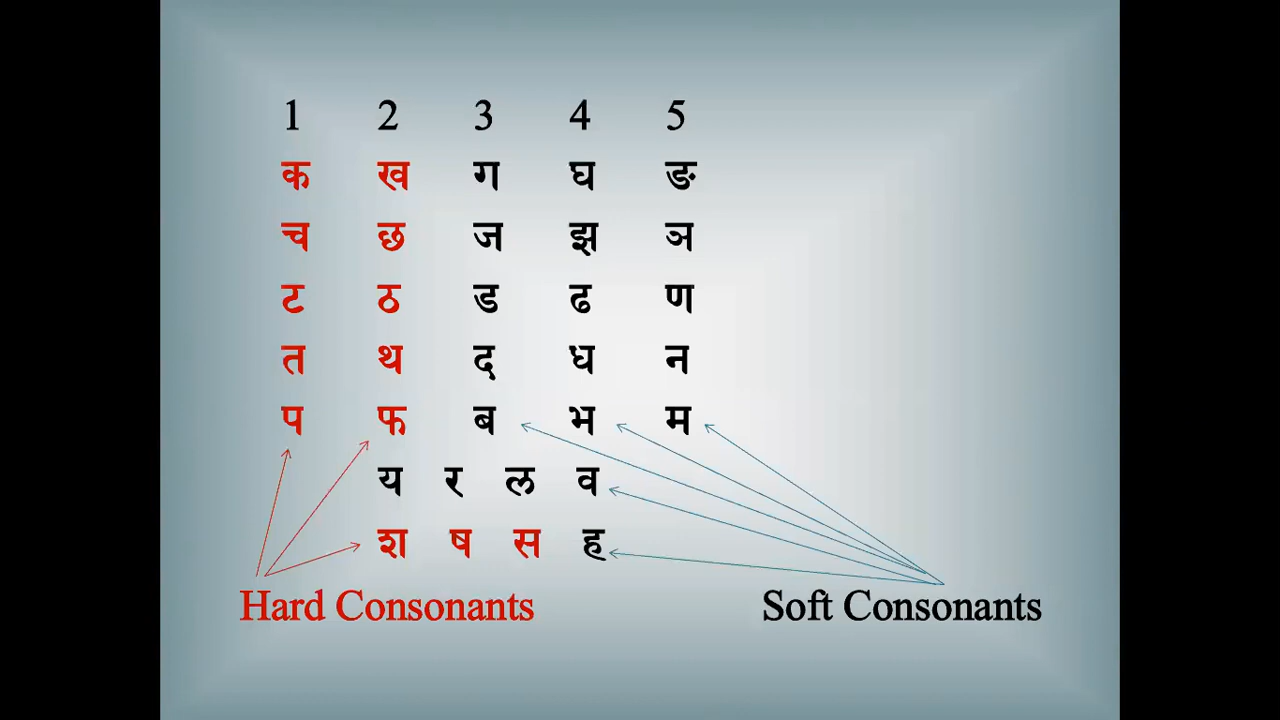 1 2 3 4 5
क ख ग घ ङ
च छ ज झ ञ
ट ठ ड ढ ण
त थ द ध न
प फ ब भ म
य र ल व
श ष स ह
Hard Consonants Soft Consonants